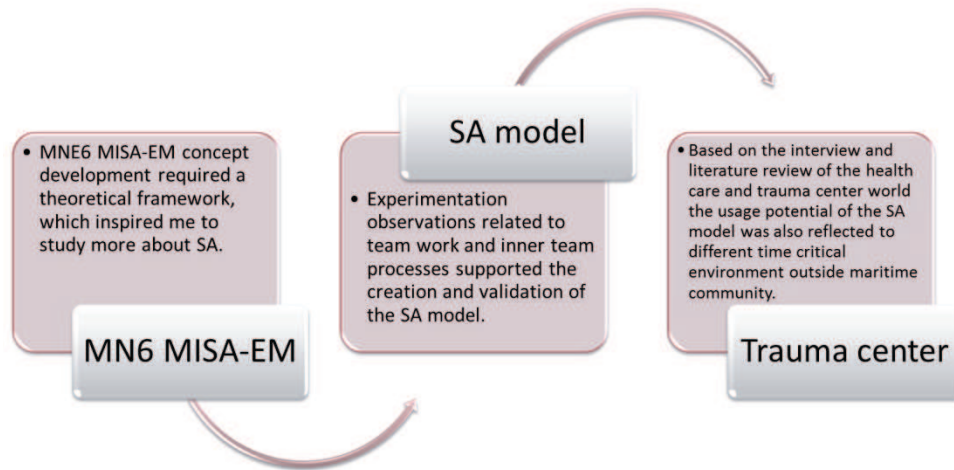 • MNE6 MISA-EM concept
development required a
theoretical framework,
which inspired me to
study more about SA.
MN6 MISA-EM
SA model
• Experimentation
observations related to
team work and inner team
processes supported the
creation and validation of
the SA model.
• Based on the interview and
literature review of the health
care and trauma center world
the usage potential of the SA
model was also reflected to
different time critical
environment outside maritime
community.
Trauma center